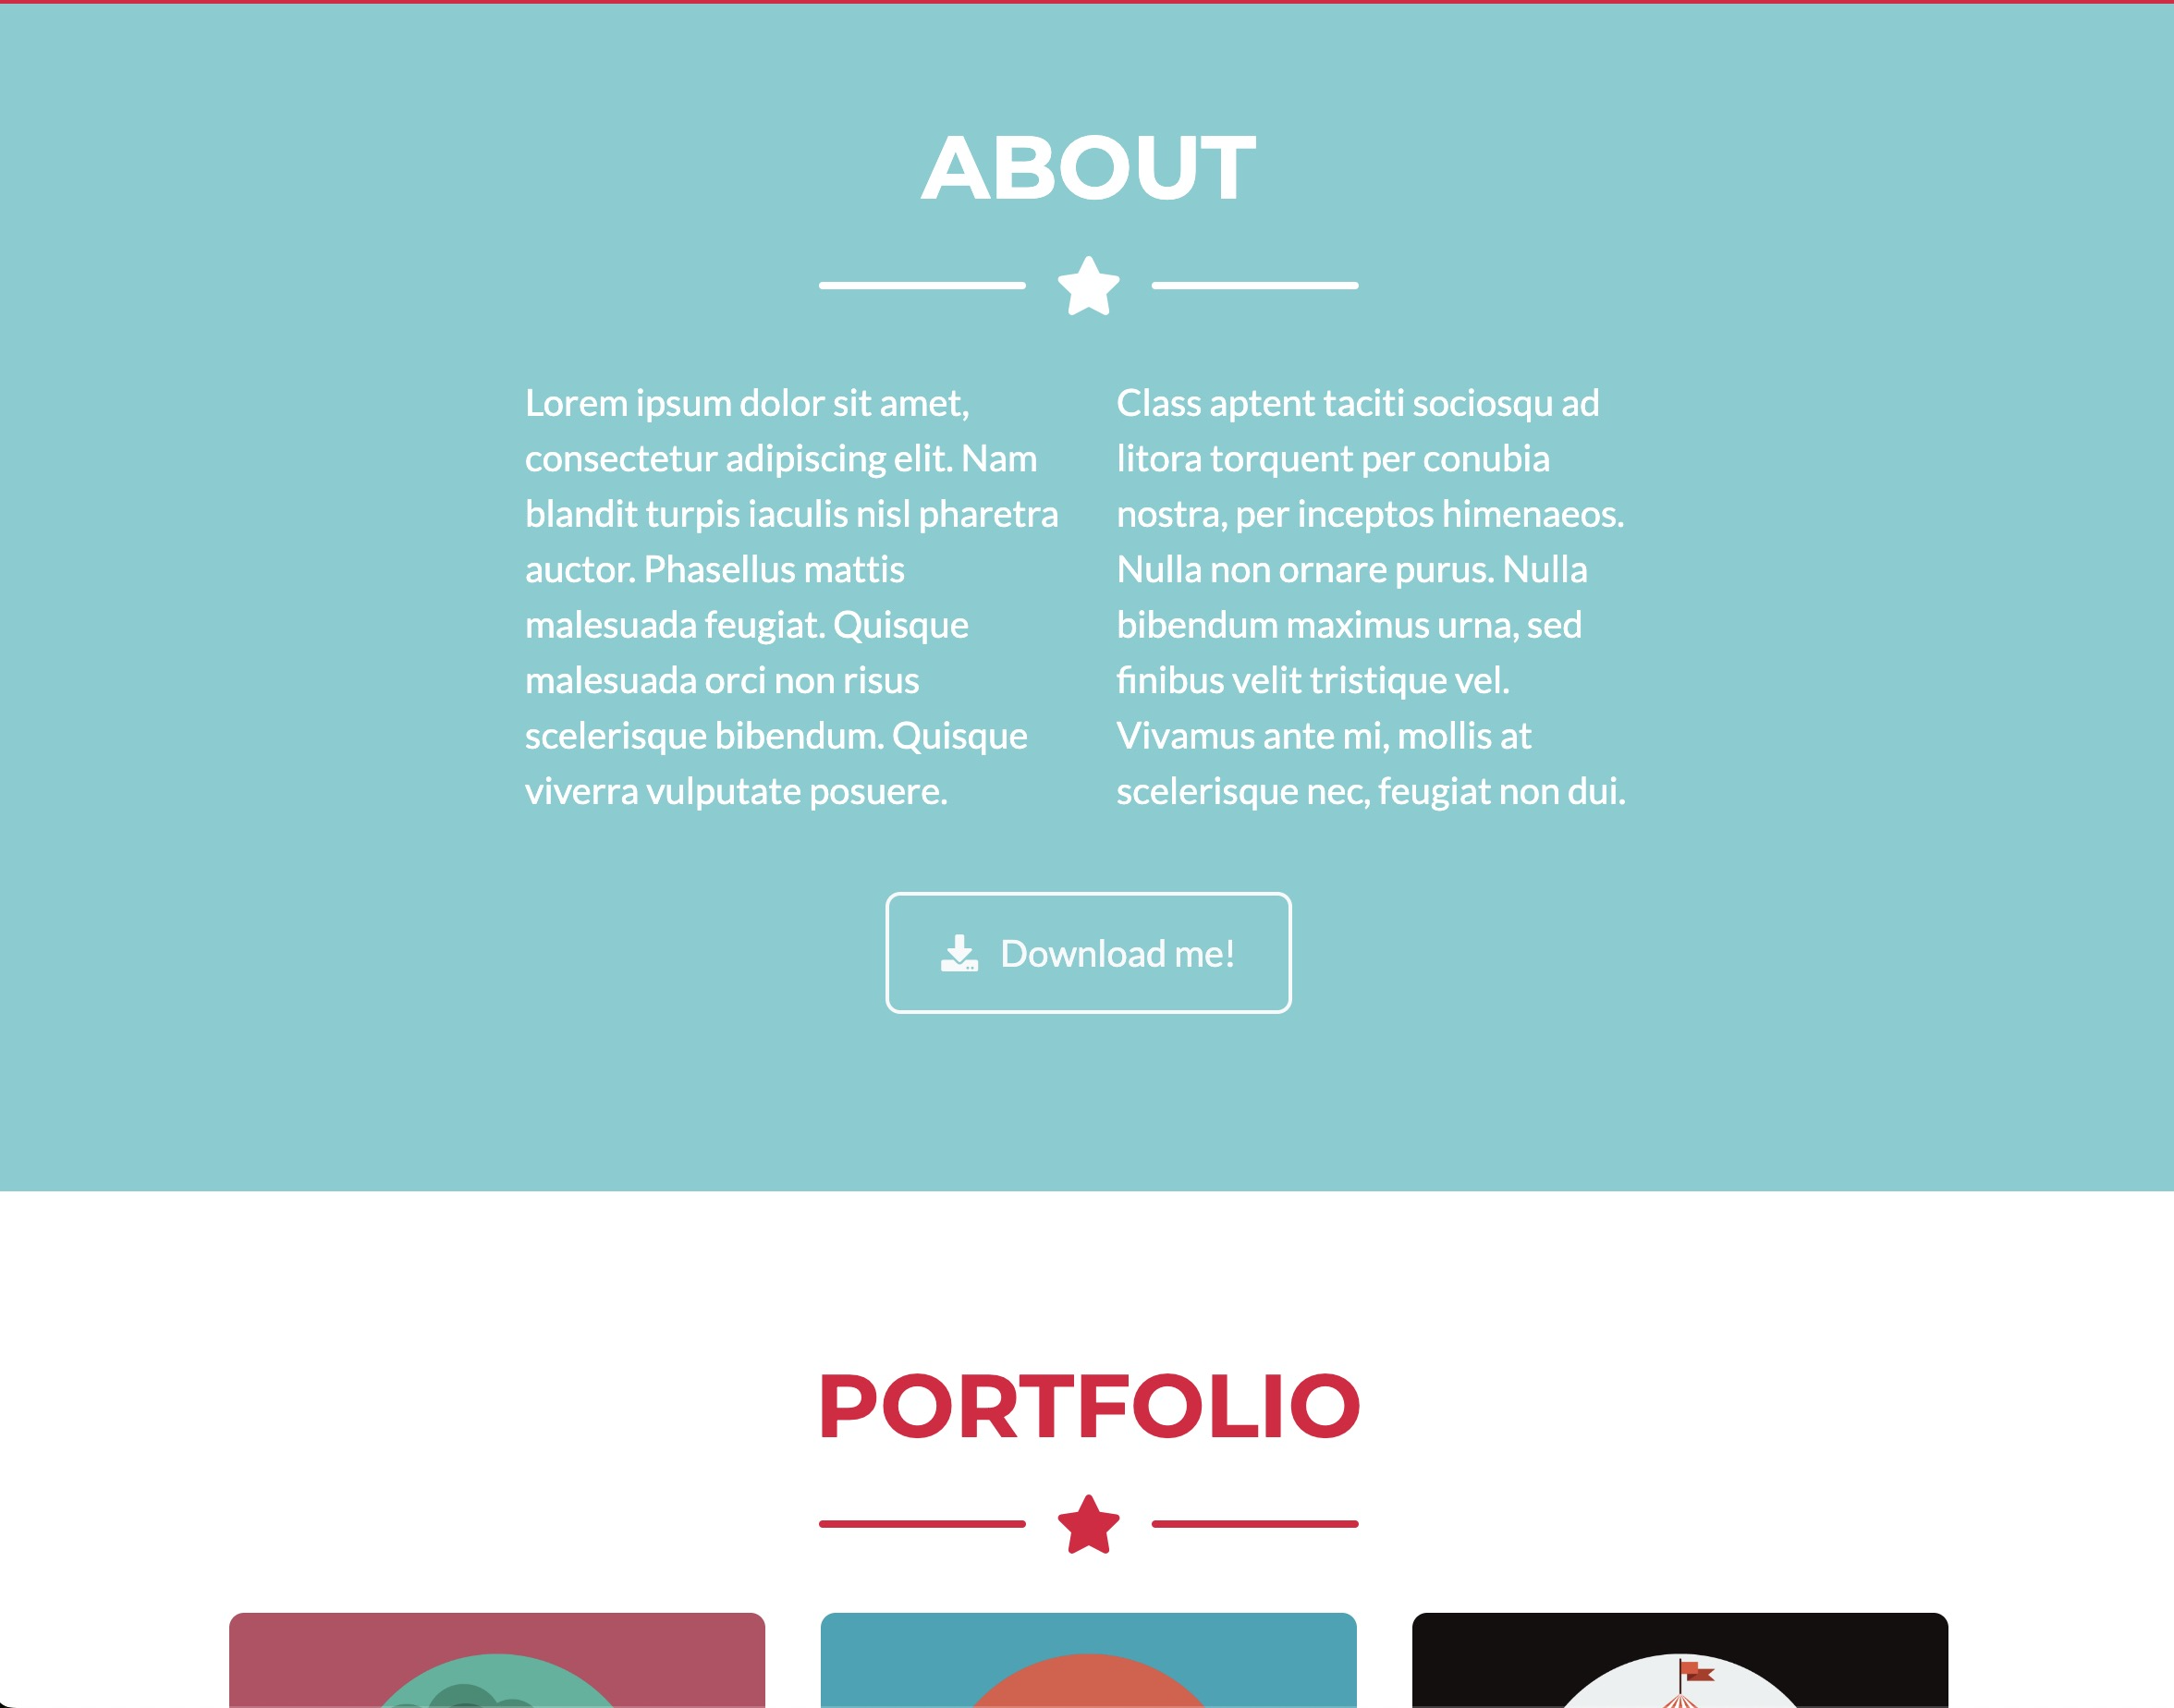 ABOUT
Lorem ipsum dolor sit amet,
consectetur adipiscing elit. Nam
blandit turpis iaculis nisl pharetra
auctor. Phasellus mattis
malesuada feugiat. Quisque
malesuada orci non risus
scelerisque bibendum. Quisque
viverra vulputate posuere.
Class aptent taciti sociosqu ad
litora torquent per conubia
nostra, per inceptos himenaeos.
Nulla non ornare purus. Nulla
bibendum maximus urna, sed
finibus velit tristique vel.
Vivamus ante mi, mollis at
scelerisque nec, feugiat non dui.
Download me!
PORTFOLIO